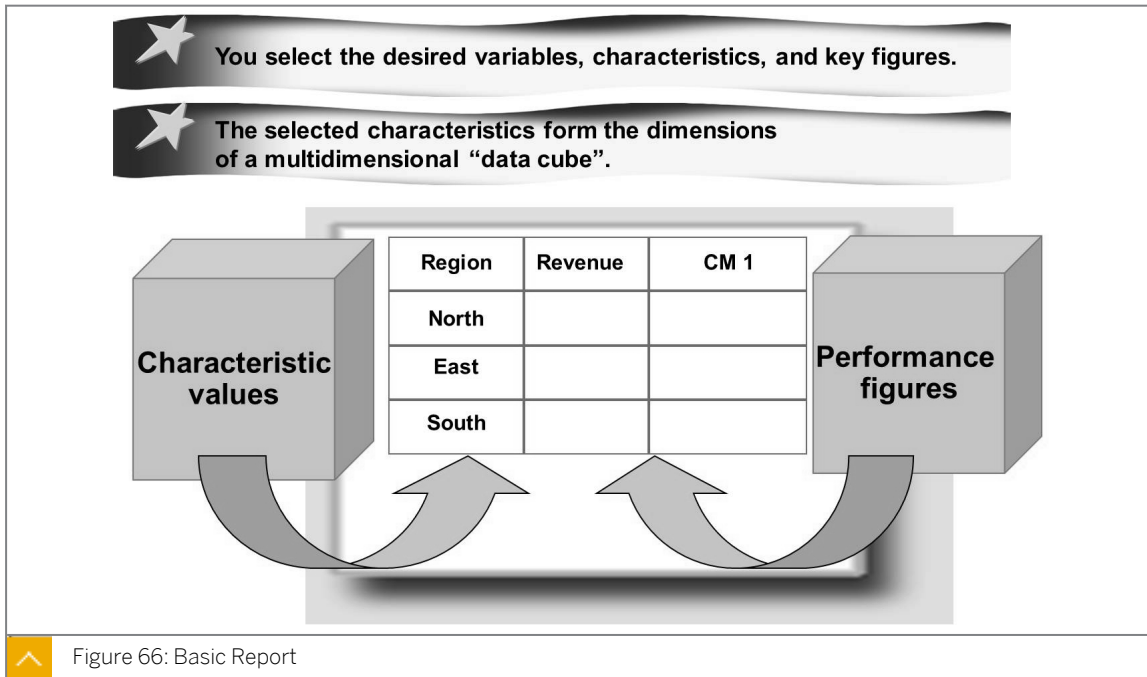 You select the desired variables, characteristics, and key figures.
The selected characteristics form the dimensions
of a multidimensional “data cube”.
Characteristic
values
Region Revenue CM 1
North
East
South
Performance
figures
Figure 66: Basic Report